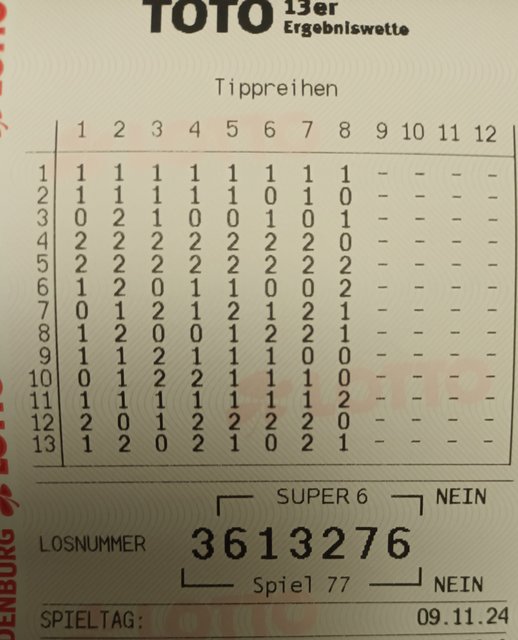 TOTO 13er
Ergebniswette
Tippreihen
1 2 3 4 5 6 7 8 9 10 11 12
1 1 1 1 1 1 1 1 1 - - - -
2 1 1 1 1 1 0 1 0 - - - -
3 0 2 1 0 0 1 0 1 - - - -
4 2 2 2 2 2 2 2 0 - - - -
5 2 2 2 2 2 2 2 2 - - - -
6 1 2 0 1 1 0 0 2 - - - -
7 0 1 2 1 2 1 2 1 - - - -
8 1 2 0 0 1 2 2 1 - - - -
9 1 1 2 1 1 1 0 0 - - - -
10 0 1 2 2 1 1 1 0 - - - -
11 1 1 1 1 1 1 1 2 - - - -
12 2 0 1 2 2 2 2 0 - - - -
13 1 2 0 2 1 0 2 1 - - - -
SUPER 6 NEIN
LOSNUMMER 3613276
Spiel 77 NEIN
SPIELTAG: 09.11.24
LOTTO
LOTTO